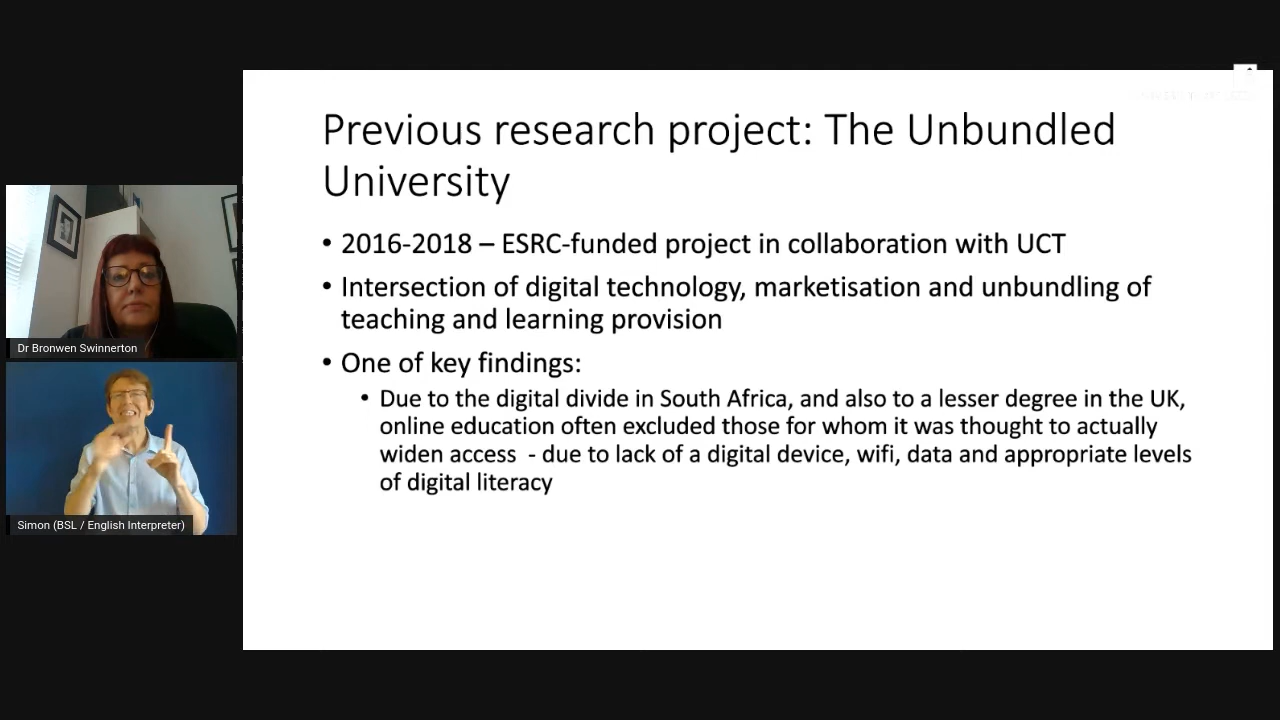 Previous research project: The Unbundled
University
• 2016-2018 – ESRC-funded project in collaboration with UCT
• Intersection of digital technology, marketisation and unbundling of
teaching and learning provision
• One of key findings:
• Due to the digital divide in South Africa, and also to a lesser degree in the UK,
online education often excluded those for whom it was thought to actually
widen access - due to lack of a digital device, wifi, data and appropriate levels
of digital literacy
Dr Bronwen Swinnerton
Simon (BSL / English Interpreter)